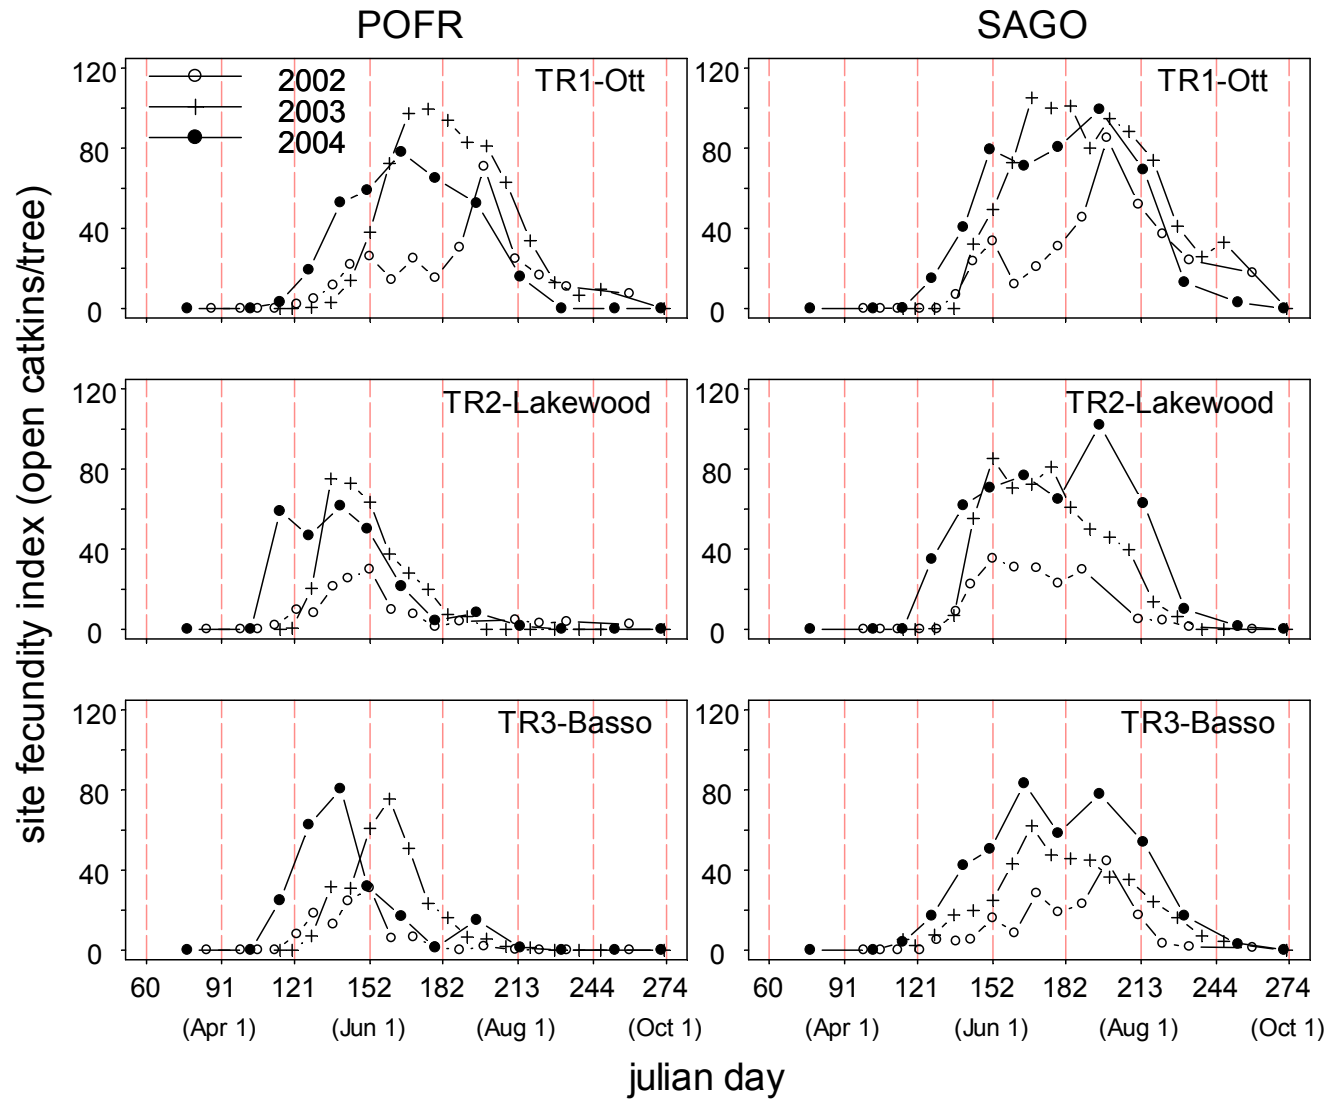 POFR SAGO
120 2002 TR1-Ott TR1-Ott
2003
80 2004
40
0
120 TR2-Lakewood 120 TR2-Lakewood
80 80
40 40
0 0
120 TR3-Basso 120 TR3-Basso
80 80
40 40
0 0
120
80
40
0
60 91 121 152 182 213 244 274 60 91 121 152 182 213 244 274
(Apr 1) (Jun 1) (Aug 1) (Oct 1) (Apr 1) (Jun 1) (Aug 1) (Oct 1)
julian day
site fecundity index (open catkins/tree)